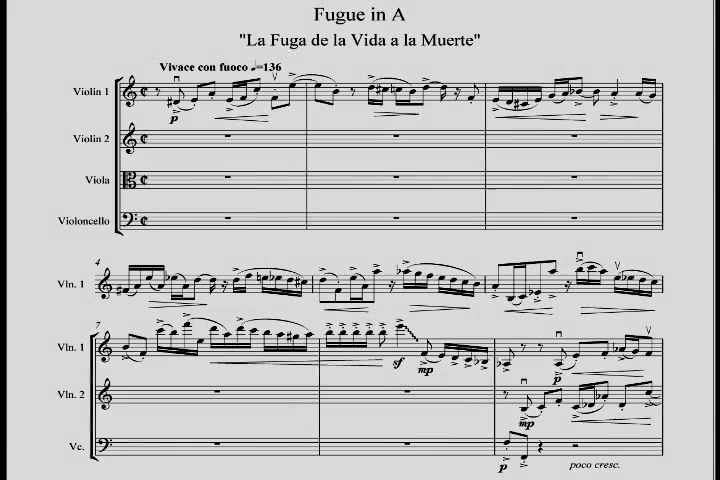 Fugue in A
"La Fuga de la Vida a la Muerte"
Vivace con fuoco ♩=136
Violin 1
p
Violin 2
Viola
Violoncello
4
Vln. 1
7
Vln. 1
sf
mp
p
Vln. 2
mp
Vc.
p
poco cresc.